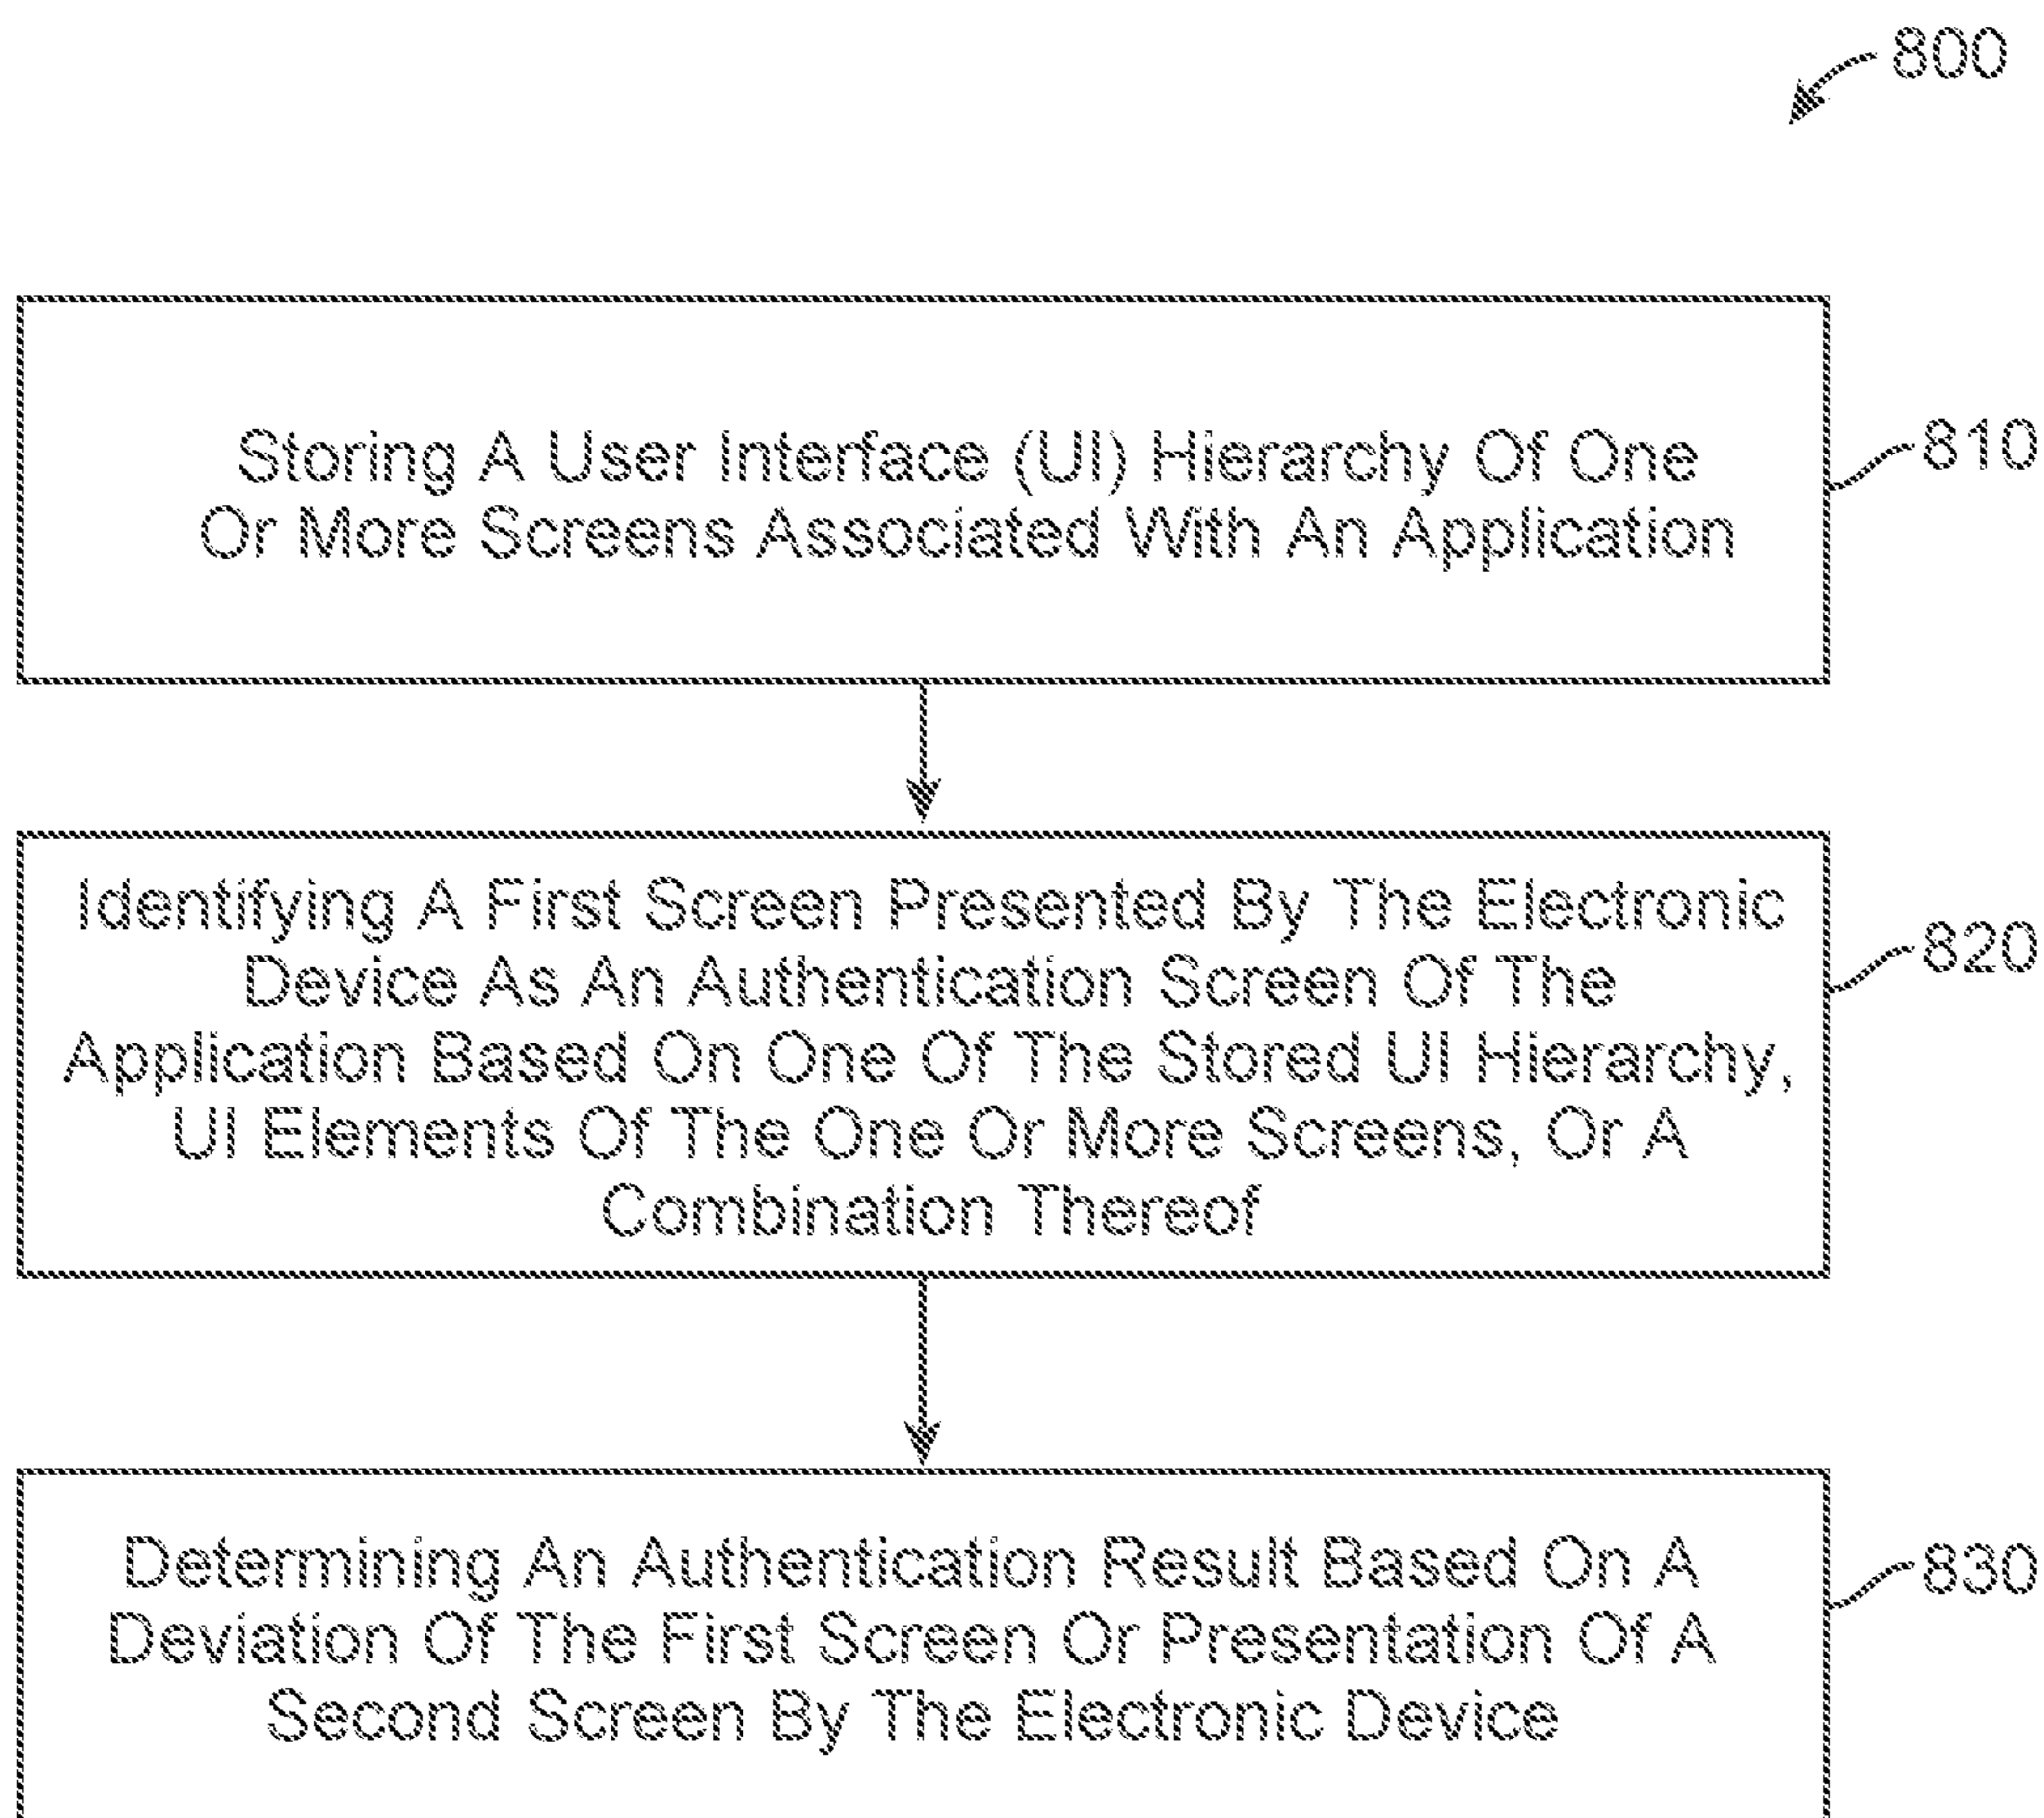 800
Storing A User Interface (UI) Hierarchy Of One
Or More Screens Associated With An Application
810
Identifying A First Screen Presented By The Electronic
Device As An Authentication Screen Of The
Application Based On One Of The Stored UI Hierarchy,
UI Elements Of The One Or More Screens, Or A
Combination Thereof
820
Determining An Authentication Result Based On A
Deviation Of The First Screen Or Presentation Of A
Second Screen By The Electronic Device
830